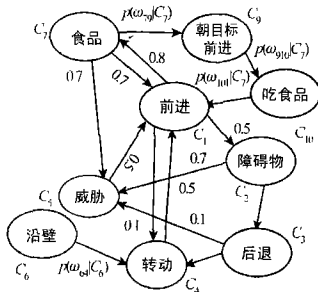 p(ω₇₉|C₇)
C₉
C₇
食品
朝目标
前进
p(ω₉₁₀|C₇)
0.8
0.7
0.7
p(ω₁₀₁|C₇)
吃食品
前进
C₁
0.5
C₁₀
0.5
0.7
障碍物
C₂
威胁
0.5
0.1
0.1
沿壁
C₆
p(ω₆₄|C₆)
转动
后退
C₃